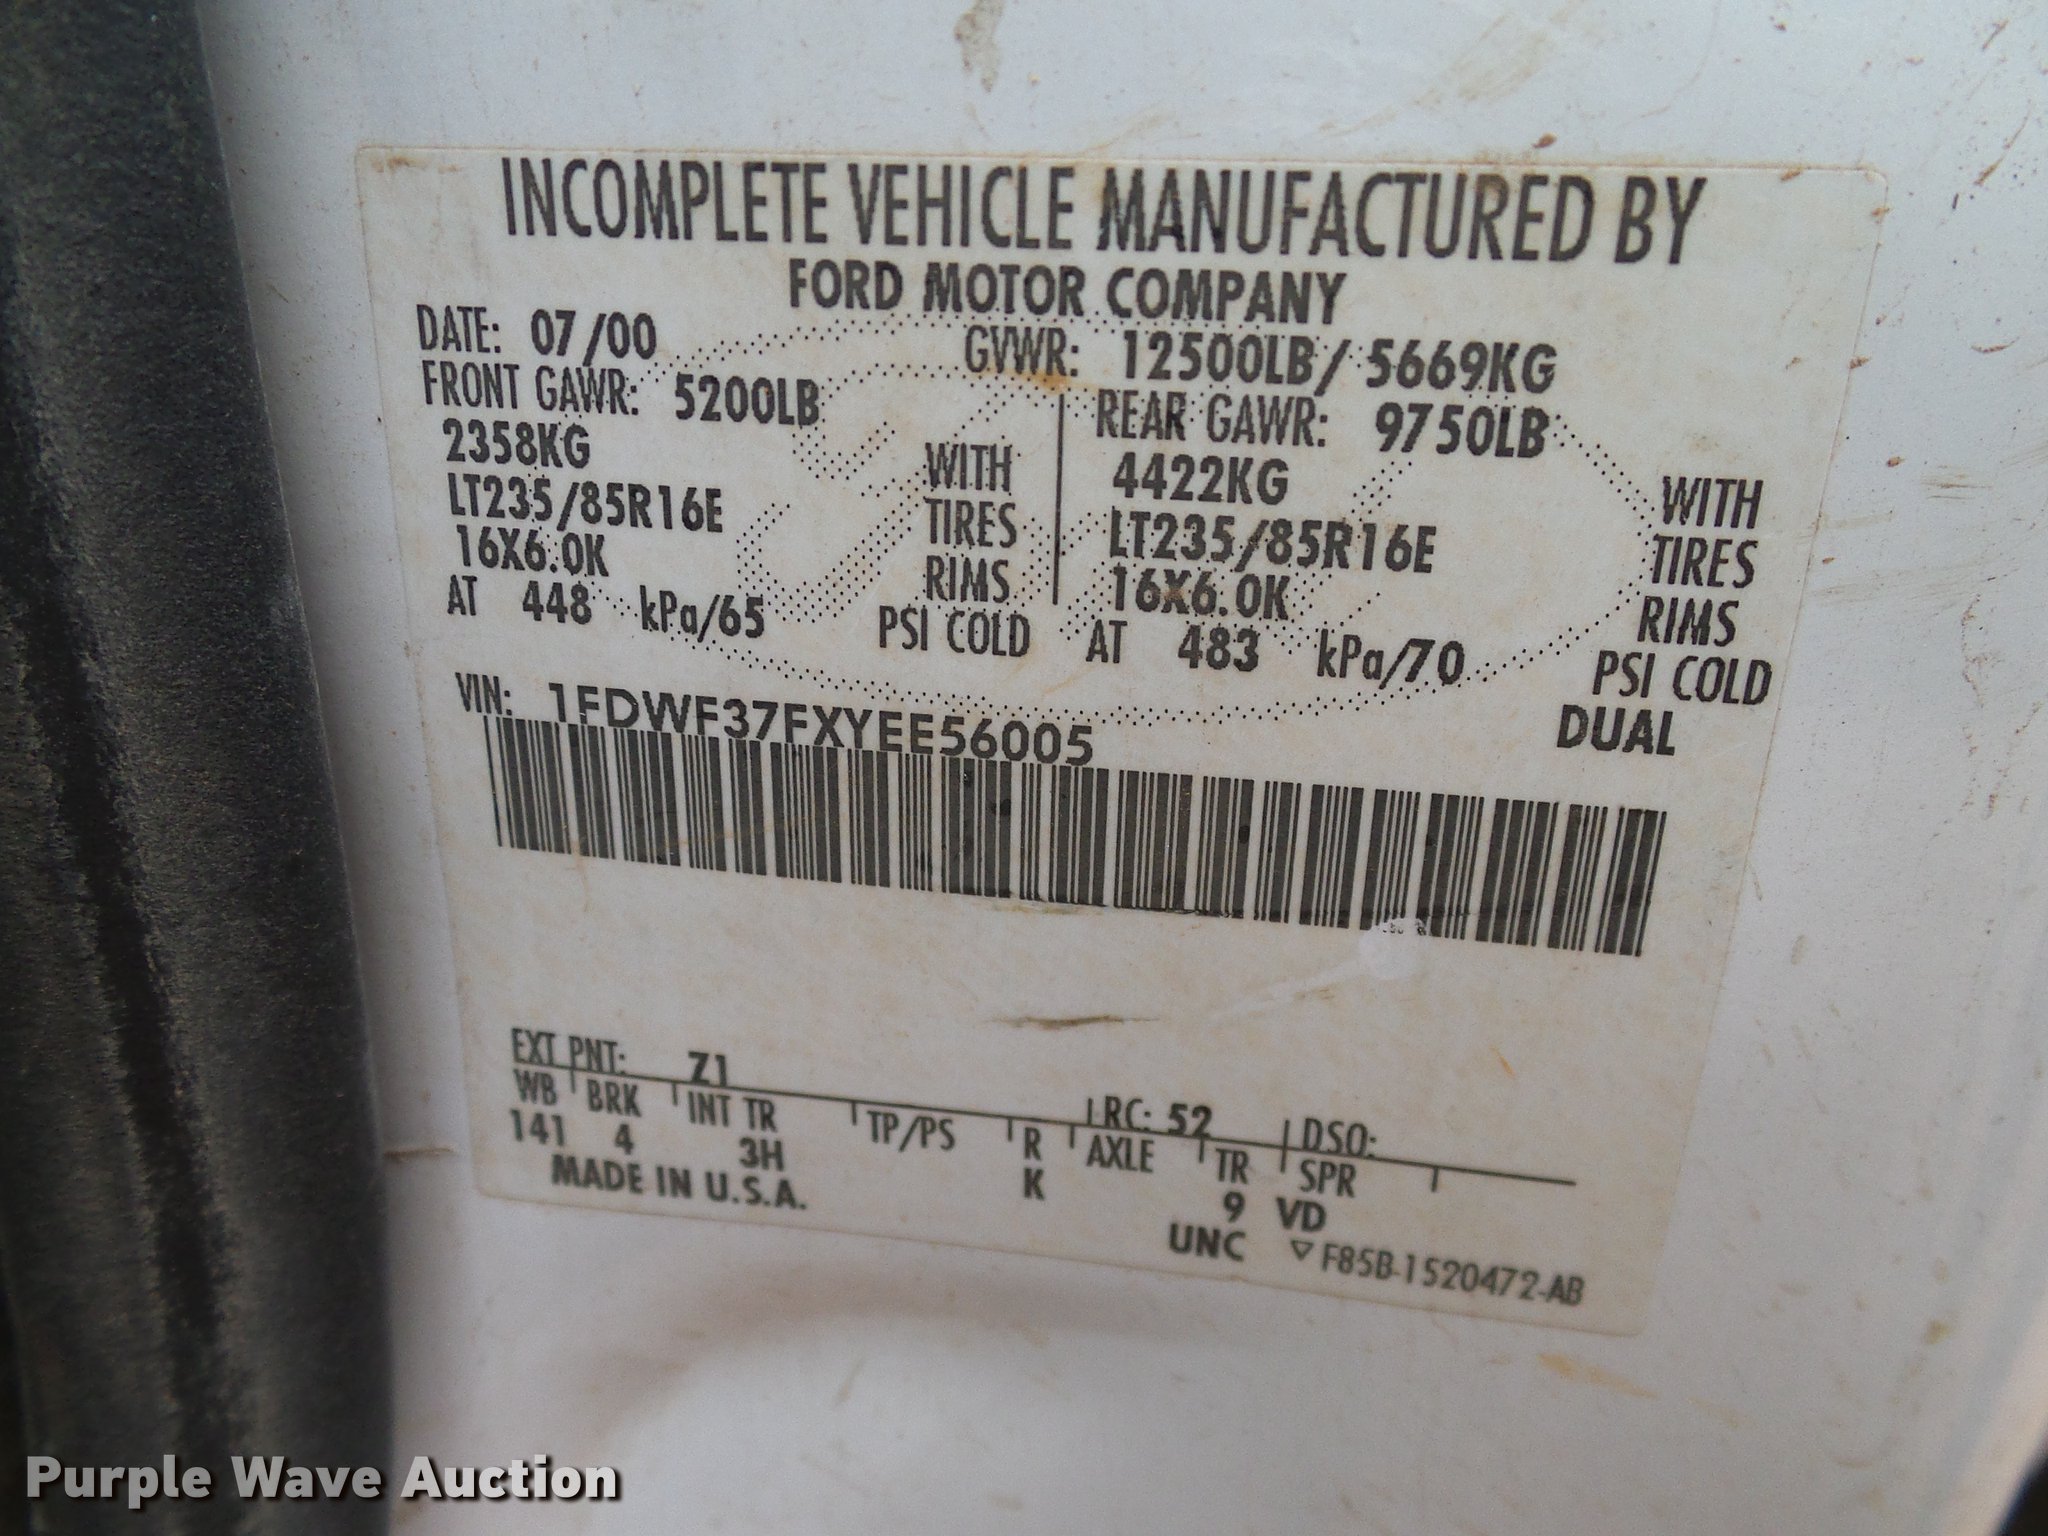 INCOMPLETE VEHICLE MANUFACTURED BY
FORD MOTOR COMPANY
DATE: 07/00 GVWR: 12500LB/ 5669KG
FRONT GAWR: 5200LB REAR GAWR: 9750LB
2358KG WITH 4422KG WITH
LT235/85R16E TIRES LT235/85R16E TIRES
16X6.0K RIMS 16X6.0K RIMS
AT 448 kPa/65 PSI COLD AT 483 kPa/70 PSI COLD
DUAL
VIN: 1FDWF37FXYEE56005
EXT PNT: Z1 RC: 52 DSO:
WB BRK INT TR TP/PS R AXLE TR SPR
141 4 3H K 9 VD
MADE IN U.S.A. UNC
▽ F85B-1520472-AB
Purple Wave Auction